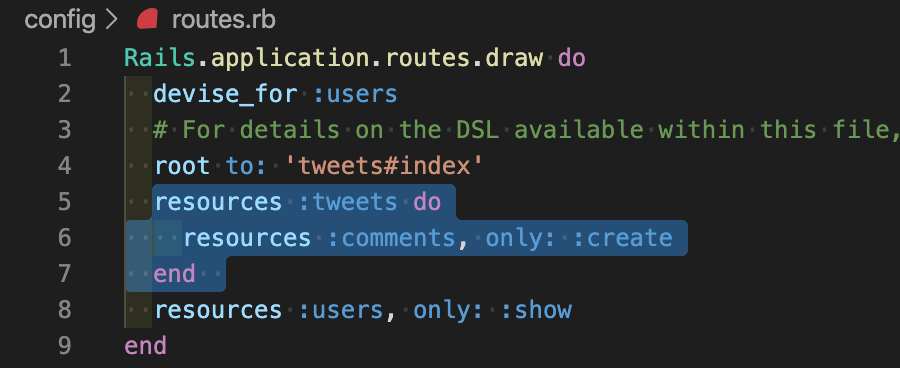 config > routes.rb
1 Rails.application.routes.draw do
2   devise_for :users
3   # For details on the DSL available within this file,
4   root to: 'tweets#index'
5   resources :tweets do
6     resources :comments, only: :create
7   end
8   resources :users, only: :show
9 end